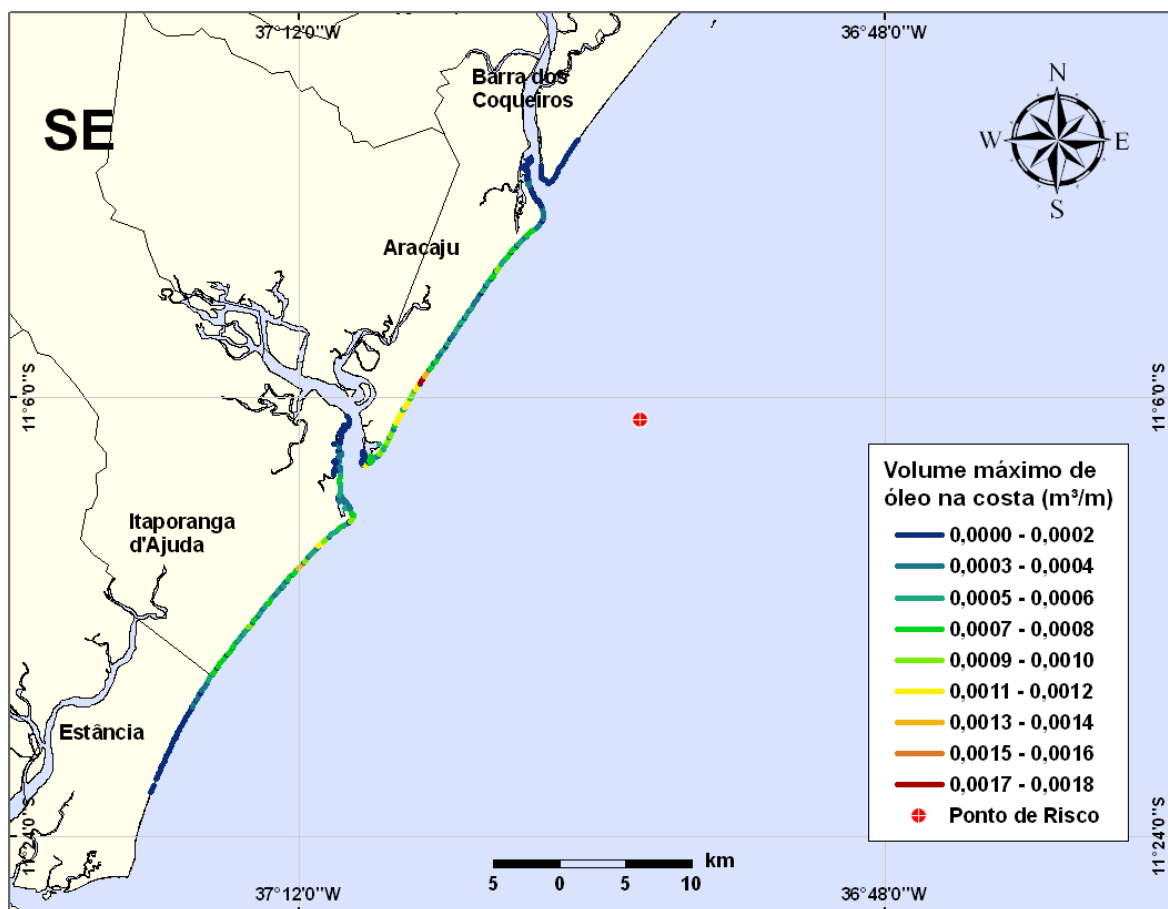 37°12'0"W
36°48'0"W
Barra dos
Coqueiros
SE
N
W
E
S
Aracaju
11°6'0"S
11°6'0"S
Volume máximo de
óleo na costa (m³/m)
0,0000 - 0,0002
0,0003 - 0,0004
0,0005 - 0,0006
0,0007 - 0,0008
0,0009 - 0,0010
0,0011 - 0,0012
0,0013 - 0,0014
0,0015 - 0,0016
0,0017 - 0,0018
Ponto de Risco
Itaporanga
d'Ajuda
Estância
11°24'0"S
11°24'0"S
km
5 0 5 10
37°12'0"W
36°48'0"W